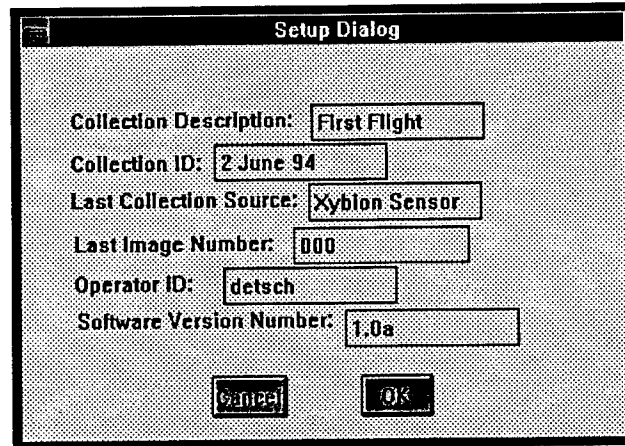 Setup Dialog
Collection Description: First Flight
Collection ID: 2 June 94
Last Collection Source: Xybion Sensor
Last Image Number: 000
Operator ID: detsch
Software Version Number: 1.0a
Cancel OK